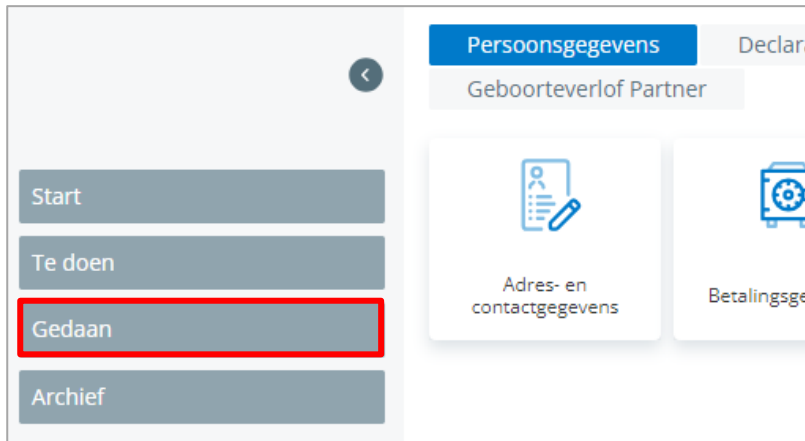 Persoonsgegevens
Geboorteverlof Partner
Start
Te doen
Gedaan
Archief
Adres- en
contactgegevens